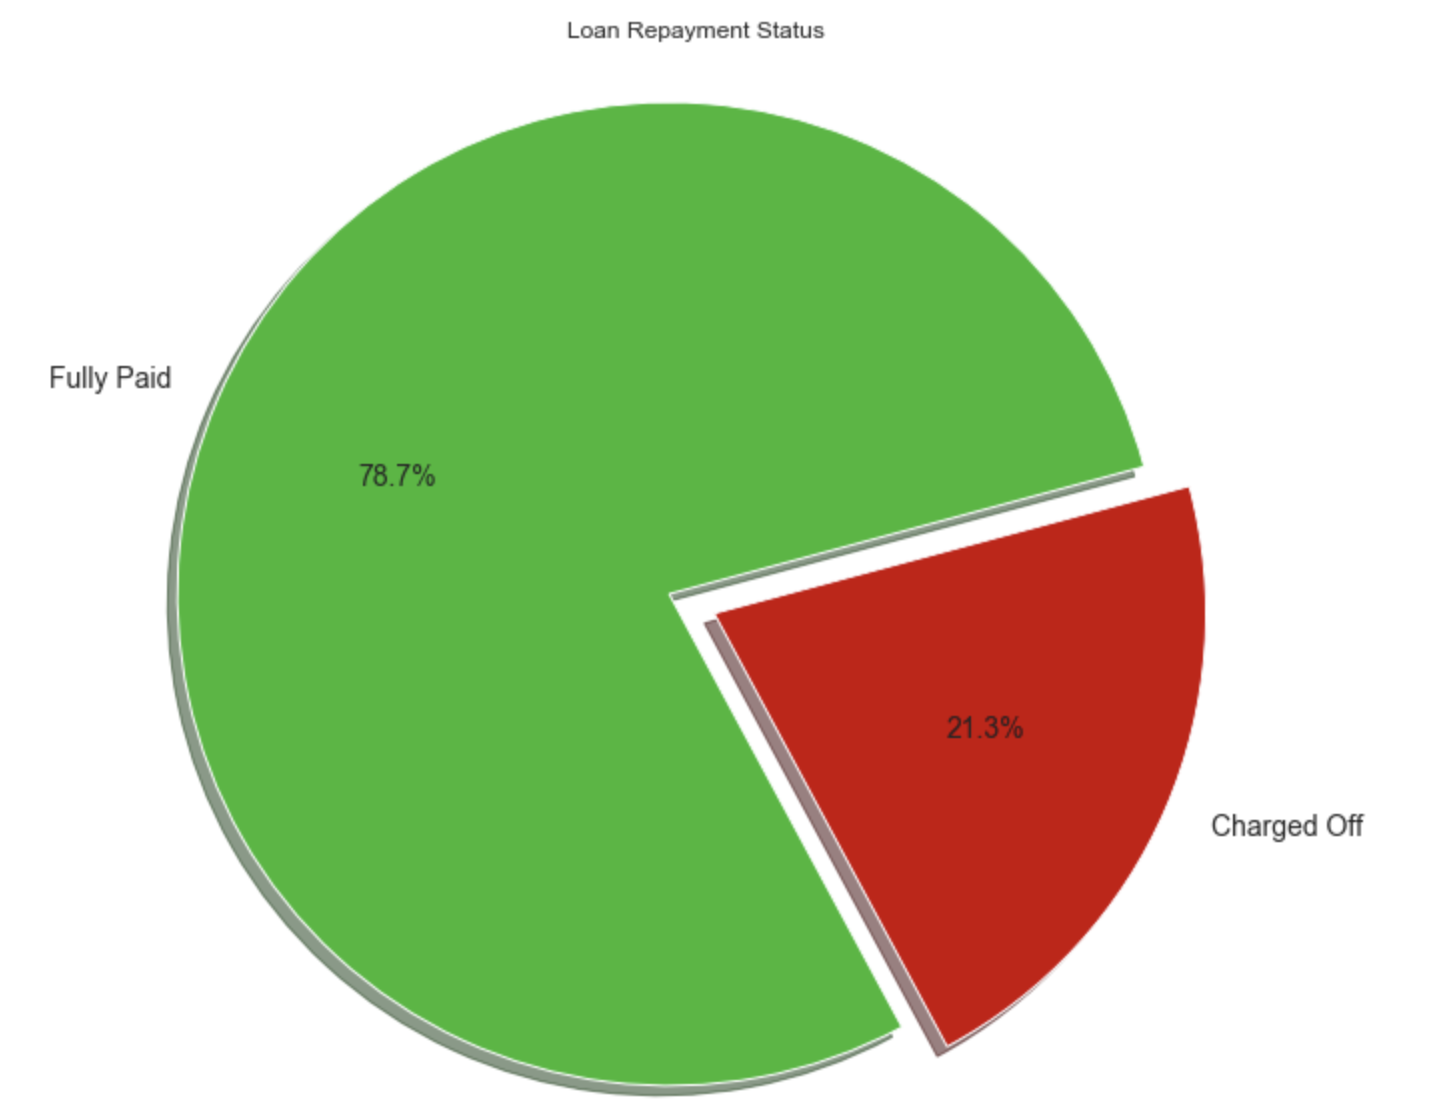 Loan Repayment Status
Fully Paid
78.7%
21.3%
Charged Off